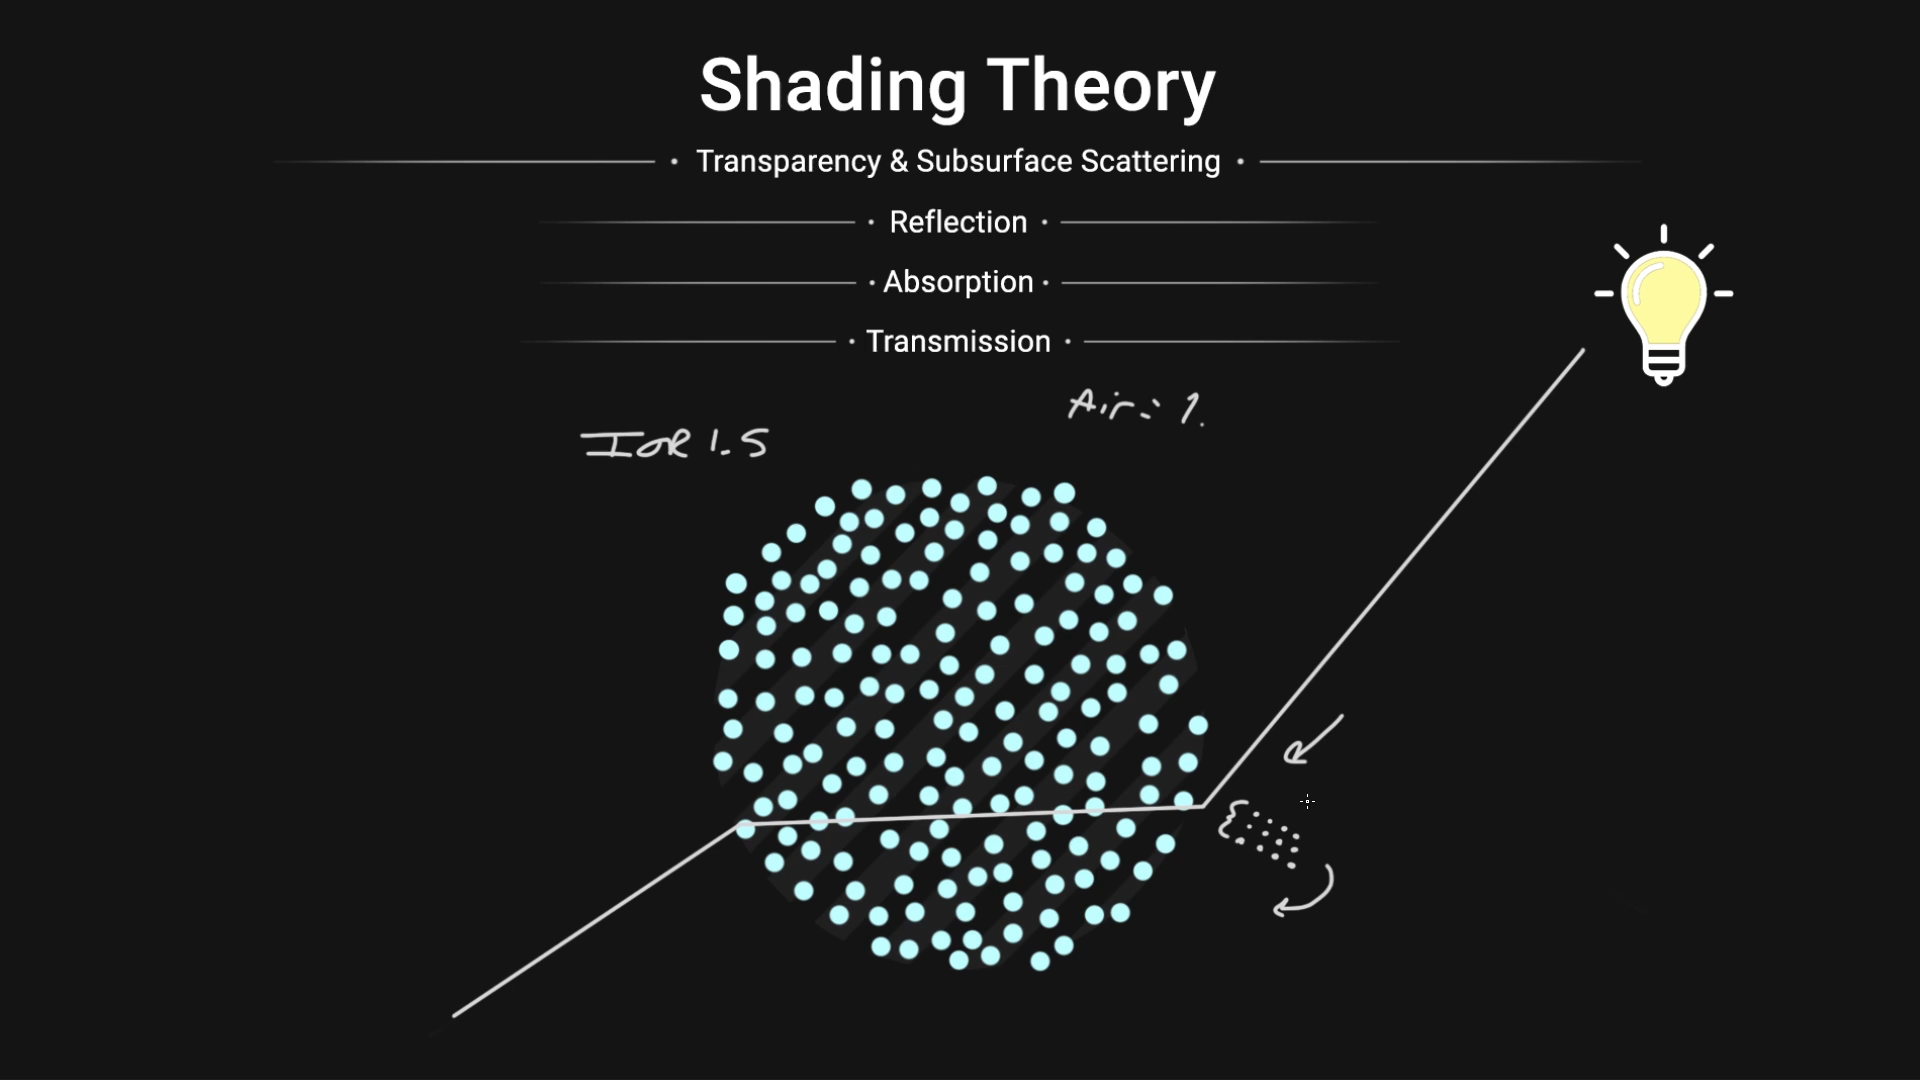 Shading Theory
Transparency & Subsurface Scattering
Reflection
Absorption
Transmission
Air = 1.
IOR 1.5